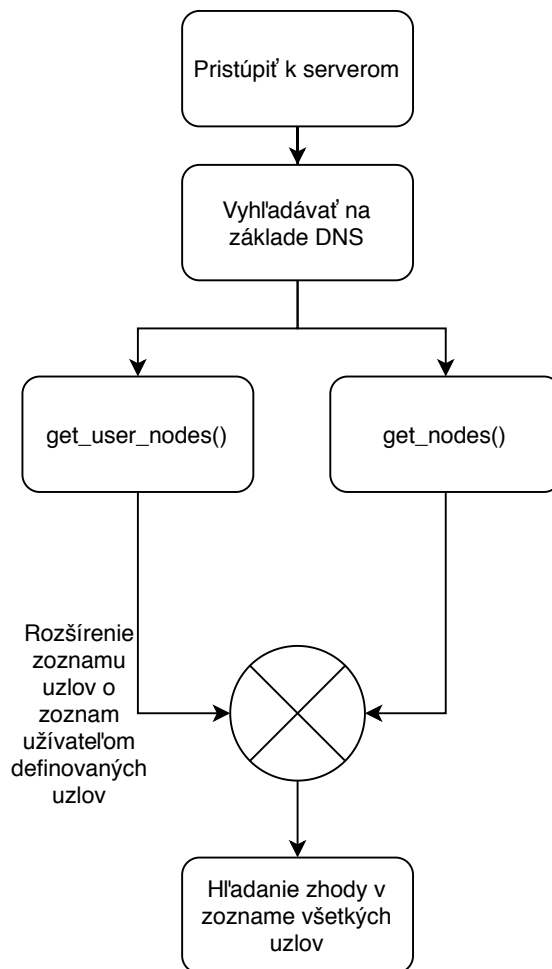 Pristúpiť k serverom
Vyhľadávať na
základe DNS
get_user_nodes()
get_nodes()
Rozšírenie
zoznamu
uzlov o
zoznam
užívateľom
definovaných
uzlov
Hľadanie zhody v
zozname všetkých
uzlov